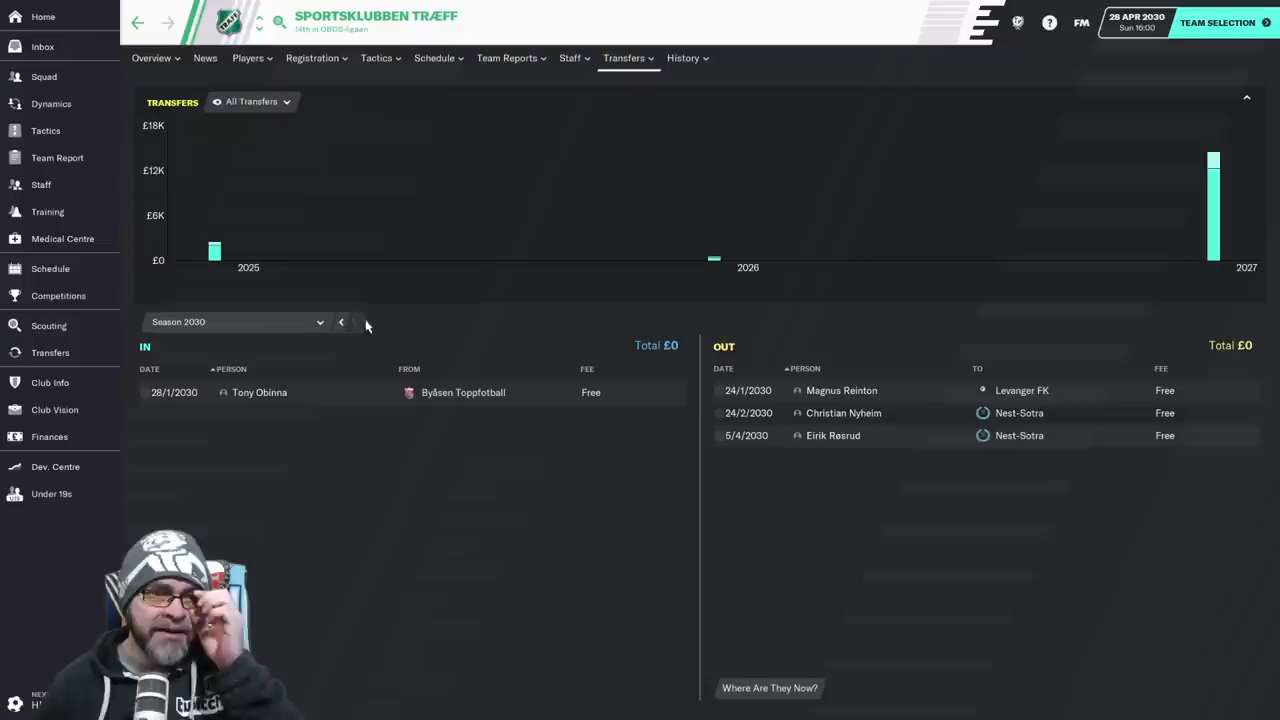 Home
Inbox
Squad
Dynamics
Tactics
Team Report
Staff
Training
Medical Centre
Schedule
Competitions
Scouting
Transfers
Club Info
Club Vision
Finances
Dev. Centre
Under 19s
SPORTSKLUBBEN TRÆFF
14th in OBOS-ligaen
FM
28 APR 2030
Sun 16:00
TEAM SELECTION
Overview
News
Players
Registration
Tactics
Schedule
Team Reports
Staff
Transfers
History
TRANSFERS
All Transfers
£18K
£12K
£6K
£0
2025
2026
2027
Season 2030
IN
Total £0
DATE PERSON FROM FEE
28/1/2030 Tony Obinna Byåsen Toppfotball Free
OUT
Total £0
DATE PERSON TO FEE
24/1/2030 Magnus Reinton Levanger FK Free
24/2/2030 Christian Nyheim Nest-Sotra Free
5/4/2030 Eirik Røsrud Nest-Sotra Free
Where Are They Now?